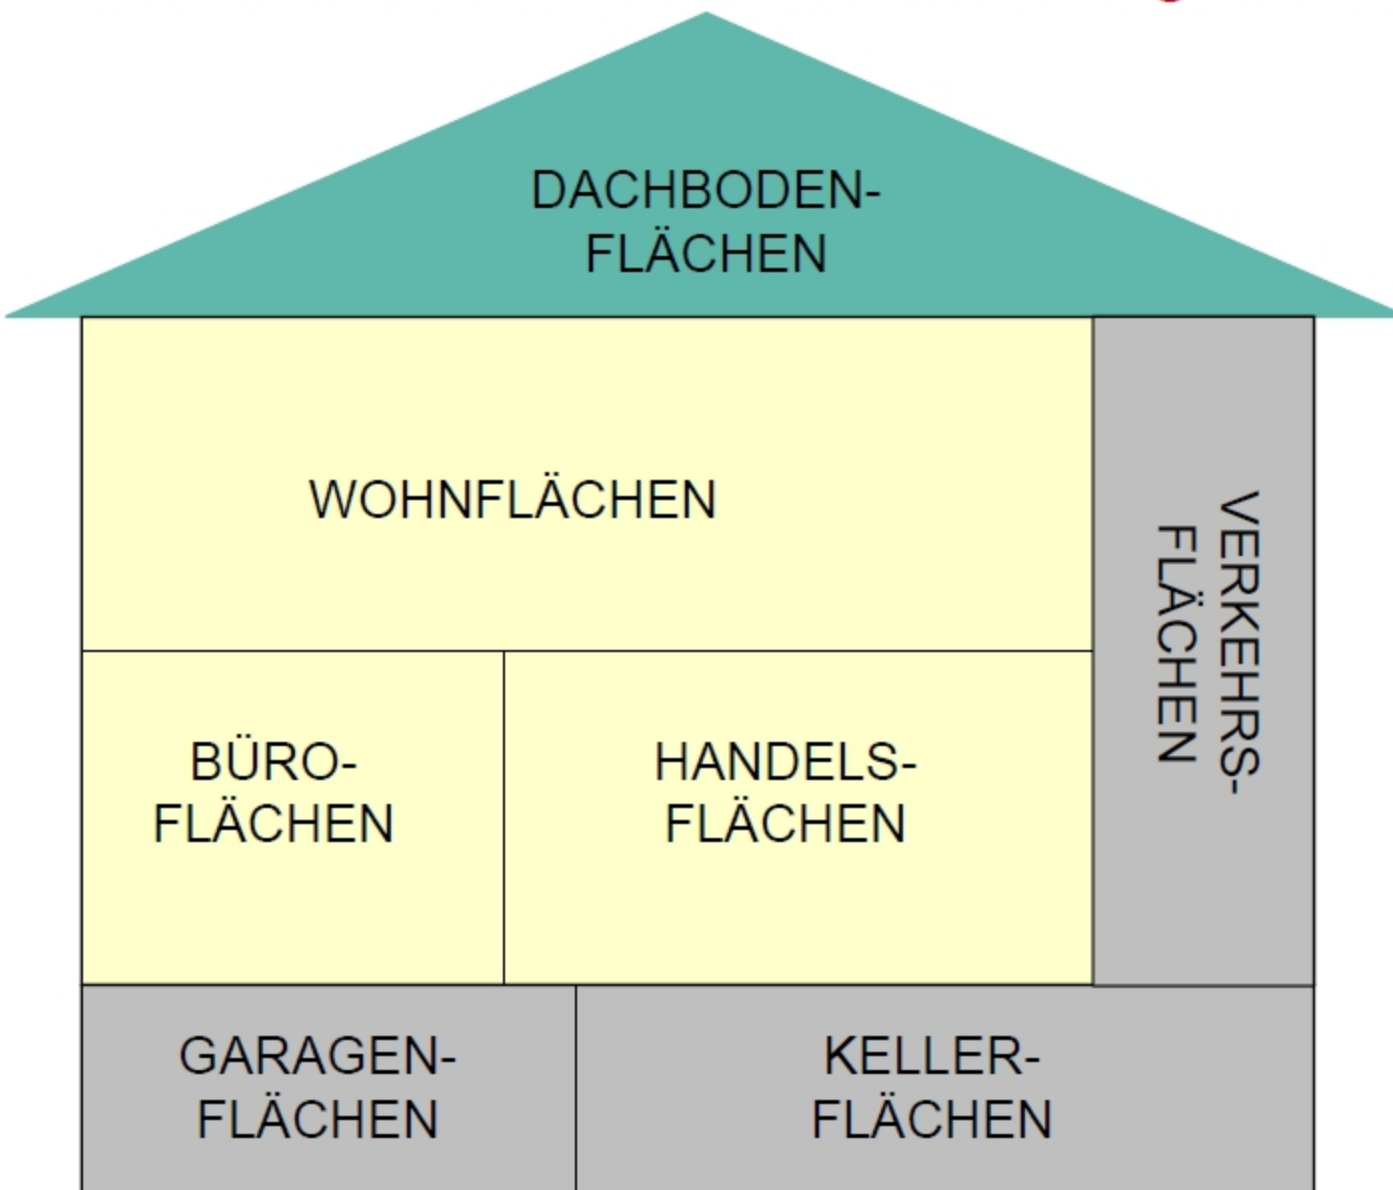 DACHBODEN-
FLÄCHEN
WOHNFLÄCHEN
VERKEHRS-
FLÄCHEN
BÜRO-
FLÄCHEN
HANDELS-
FLÄCHEN
GARAGEN-
FLÄCHEN
KELLER-
FLÄCHEN